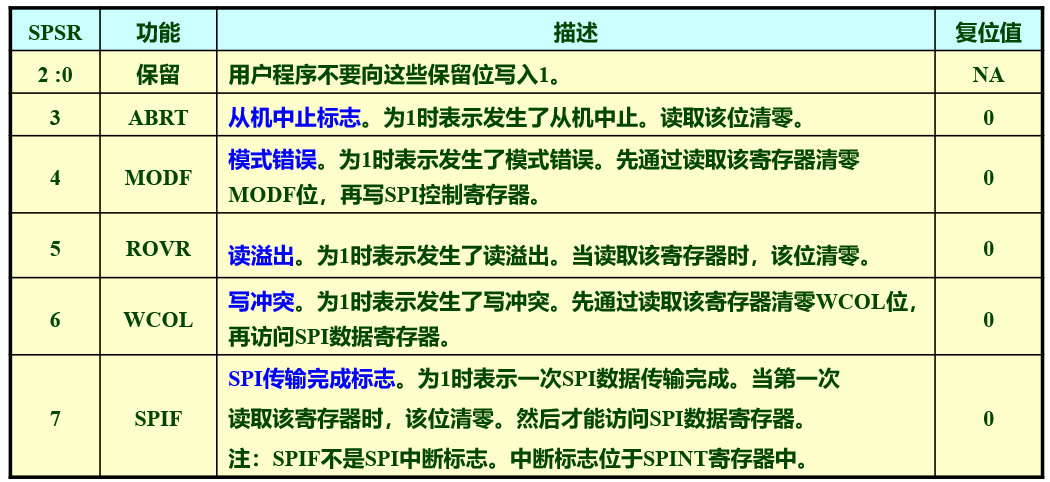 SPSR 功能 描述 复位值
2 :0 保留 用户程序不要向这些保留位写入1。 NA
3 ABRT 从机中止标志。为1时表示发生了从机中止。读取该位清零。 0
4 MODF 模式错误。为1时表示发生了模式错误。先通过读取该寄存器清零
MODF位，再写SPI控制寄存器。 0
5 ROVR 读溢出。为1时表示发生了读溢出。当读取该寄存器时，该位清零。 0
6 WCOL 写冲突。为1时表示发生了写冲突。先通过读取该寄存器清零WCOL位，
再访问SPI数据寄存器。 0
7 SPIF SPI传输完成标志。为1时表示一次SPI数据传输完成。当第一次
读取该寄存器时，该位清零。然后才能访问SPI数据寄存器。 0
注：SPIF不是SPI中断标志。中断标志位于SPINT寄存器中。